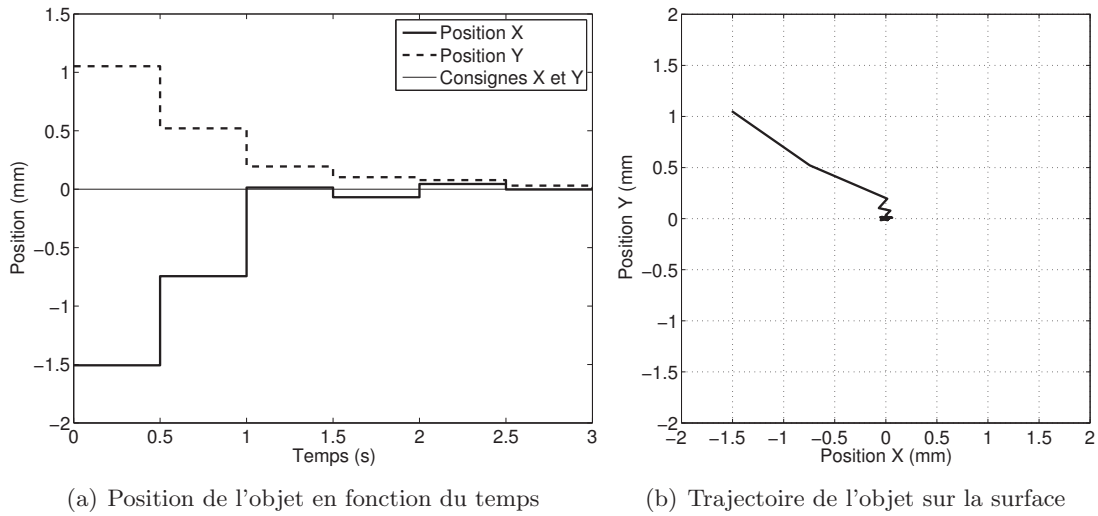 1.5
1
0.5
0
−0.5
−1
−1.5
−2
Position (mm)
0 0.5 1 1.5 2 2.5 3
Temps (s)
Position X
Position Y
Consignes X et Y
(a) Position de l'objet en fonction du temps
2
1.5
1
0.5
0
−0.5
−1
−1.5
−2
Position Y (mm
−2 −1.5 −1 −0.5 0 0.5 1 1.5 2
Position X (mm)
(b) Trajectoire de l'objet sur la surface